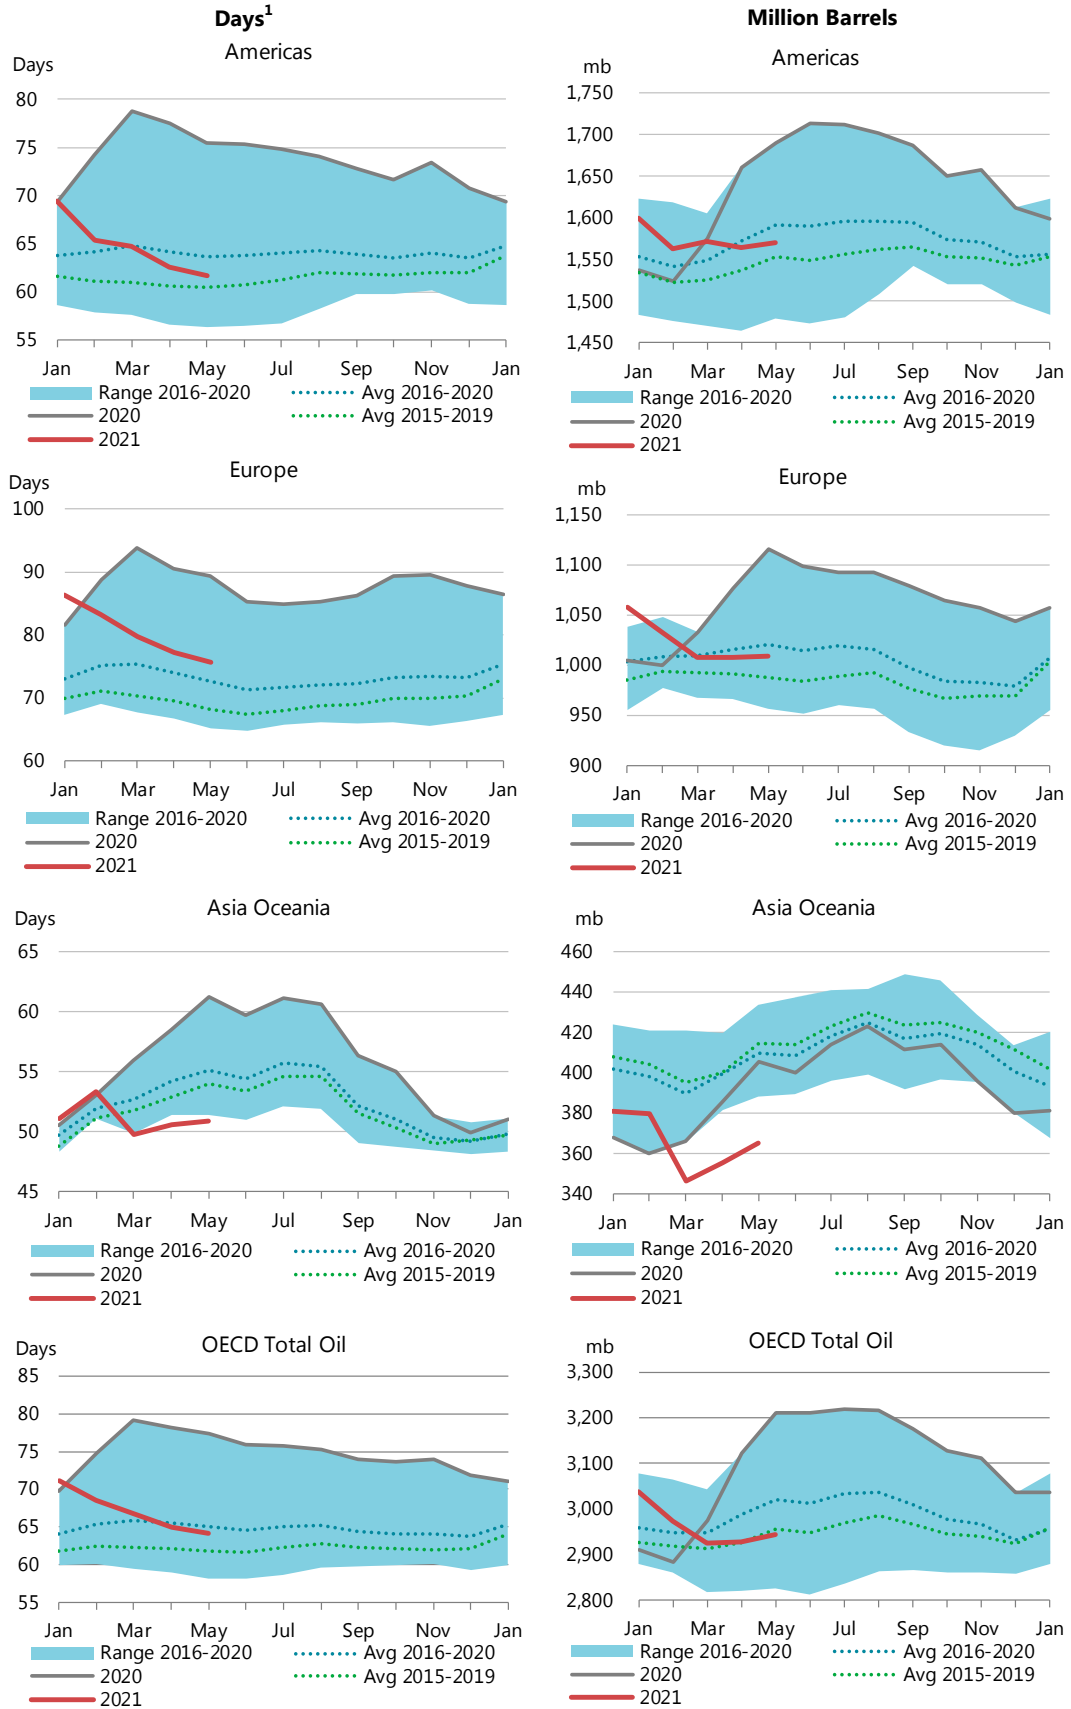 Days1
Million Barrels
Americas
Days
80
75
70
65
60
55
Jan Mar May Jul Sep Nov Jan
Range 2016-2020 Avg 2016-2020
2020 Avg 2015-2019
2021
Americas
mb
1,750
1,700
1,650
1,600
1,550
1,500
1,450
Jan Mar May Jul Sep Nov Jan
Range 2016-2020 Avg 2016-2020
2020 Avg 2015-2019
2021
Europe
Days
100
90
80
70
60
Jan Mar May Jul Sep Nov Jan
Range 2016-2020 Avg 2016-2020
2020 Avg 2015-2019
2021
Europe
mb
1,150
1,100
1,050
1,000
950
900
Jan Mar May Jul Sep Nov Jan
Range 2016-2020 Avg 2016-2020
2020 Avg 2015-2019
2021
Asia Oceania
Days
65
60
55
50
45
Jan Mar May Jul Sep Nov Jan
Range 2016-2020 Avg 2016-2020
2020 Avg 2015-2019
2021
Asia Oceania
mb
460
440
420
400
380
360
340
Jan Mar May Jul Sep Nov Jan
Range 2016-2020 Avg 2016-2020
2020 Avg 2015-2019
2021
OECD Total Oil
Days
85
80
75
70
65
60
55
Jan Mar May Jul Sep Nov Jan
Range 2016-2020 Avg 2016-2020
2020 Avg 2015-2019
2021
OECD Total Oil
mb
3,300
3,200
3,100
3,000
2,900
2,800
Jan Mar May Jul Sep Nov Jan
Range 2016-2020 Avg 2016-2020
2020 Avg 2015-2019
2021